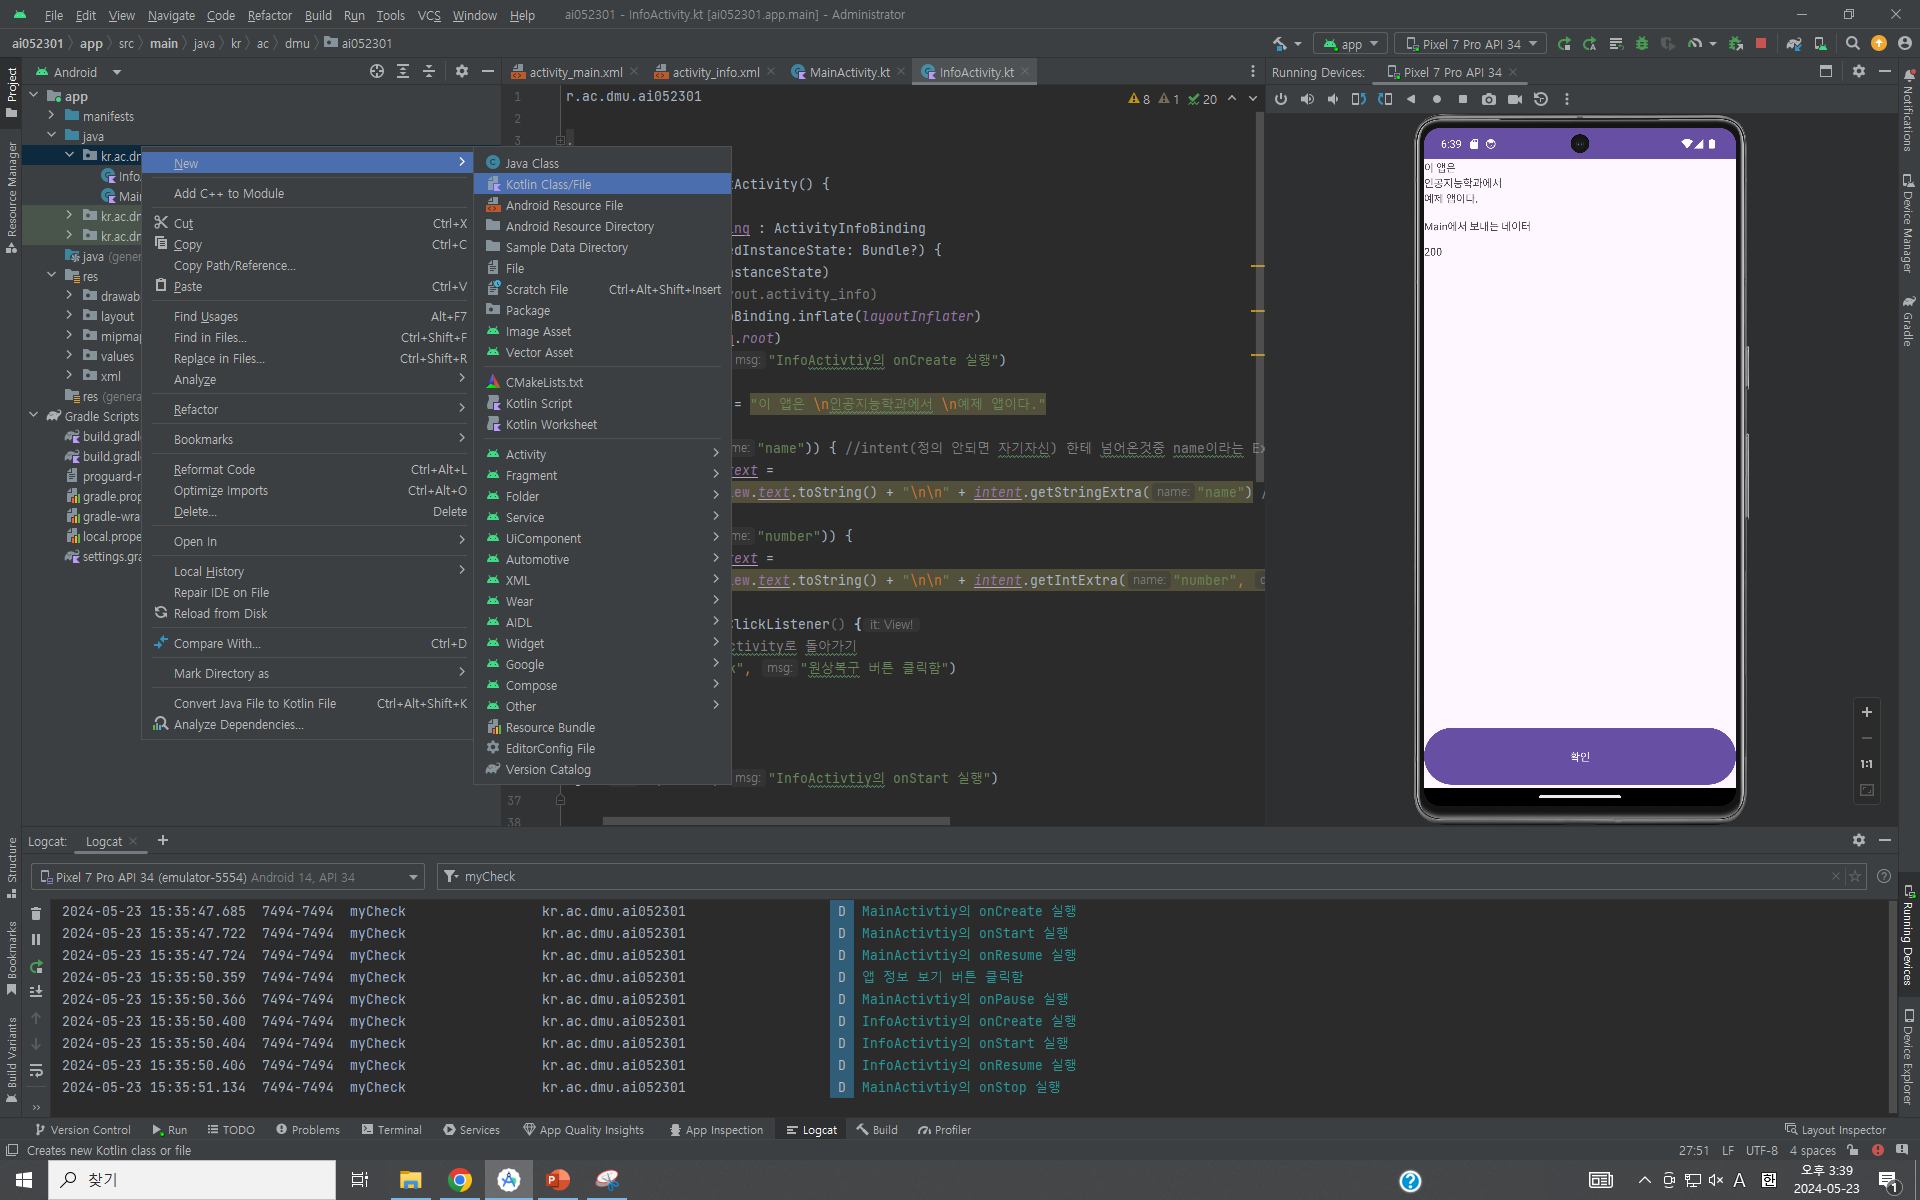 File Edit View Navigate Code Refactor Build Run Tools VCS Window Help ai052301 - InfoActivity.kt [ai052301.app.main] - Administrator
ai052301 app src main java kr ac dmu ai052301 app Pixel 7 Pro API 34
Android
activity_main.xml activity_info.xml MainActivity.kt InfoActivity.kt
Running Devices: Pixel 7 Pro API 34
Project
Resource Manager
app
manifests
java
kr.ac.dm
Info
Main
kr.ac.dm
kr.ac.dm
java (gener
res
drawab
layout
mipmap
values
xml
res (genera
Gradle Scripts
build.gradl
build.gradl
proguard-r
gradle.prop
gradle-wra
local.prope
settings.gra
New
Add C++ to Module
Cut Ctrl+X
Copy Ctrl+C
Copy Path/Reference...
Paste Ctrl+V
Find Usages Alt+F7
Find in Files... Ctrl+Shift+F
Replace in Files... Ctrl+Shift+R
Analyze
Refactor
Bookmarks
Reformat Code Ctrl+Alt+L
Optimize Imports Ctrl+Alt+O
Delete... Delete
Open In
Local History
Repair IDE on File
Reload from Disk
Compare With... Ctrl+D
Mark Directory as
Convert Java File to Kotlin File Ctrl+Alt+Shift+K
Analyze Dependencies...
Java Class
Kotlin Class/File
Android Resource File
Android Resource Directory
Sample Data Directory
File
Scratch File Ctrl+Alt+Shift+Insert
Package
Image Asset
Vector Asset
CMakeLists.txt
Kotlin Script
Kotlin Worksheet
Activity
Fragment
Folder
Service
UiComponent
Automotive
XML
Wear
AIDL
Widget
Google
Compose
Other
Resource Bundle
EditorConfig File
Version Catalog
1 r.ac.dmu.ai052301 8 1 20
2
3 .
tActivity() {
ing : ActivityInfoBinding
edInstanceState: Bundle?) {
nstanceState)
yout.activity_info)
oBinding.inflate(layoutInflater)
.root)
msg: "InfoActivtiy의 onCreate 실행")
= "이 앱은 \n인공지능학과에서 \n예제 앱이다."
me: "name")) { //intent(정의 안되면 자기자신) 한테 넘어온것중 name이라는 Ex
ext =
ew.text.toString() + "\n\n" + intent.getStringExtra( name: "name") /
me: "number")) {
ext =
ew.text.toString() + "\n\n" + intent.getIntExtra( name: "number",
ClickListener() { it: View!
ctivity로 돌아가기
k", msg: "원상복구 버튼 클릭함")
msg: "InfoActivtiy의 onStart 실행")
37
38
6:39
이 앱은
인공지능학과에서
예제 앱이다.
Main에서 보내는 데이터
200
확인
1:1
Notifications
Device Manager
Gradle
Running Devices
Device Explorer
Structure
Bookmarks
Build Variants
Logcat: Logcat
Pixel 7 Pro API 34 (emulator-5554) Android 14, API 34 myCheck
2024-05-23 15:35:47.685 7494-7494 myCheck kr.ac.dmu.ai052301 D MainActivtiy의 onCreate 실행
2024-05-23 15:35:47.722 7494-7494 myCheck kr.ac.dmu.ai052301 D MainActivtiy의 onStart 실행
2024-05-23 15:35:47.724 7494-7494 myCheck kr.ac.dmu.ai052301 D MainActivtiy의 onResume 실행
2024-05-23 15:35:50.359 7494-7494 myCheck kr.ac.dmu.ai052301 D 앱 정보 보기 버튼 클릭함
2024-05-23 15:35:50.366 7494-7494 myCheck kr.ac.dmu.ai052301 D MainActivtiy의 onPause 실행
2024-05-23 15:35:50.400 7494-7494 myCheck kr.ac.dmu.ai052301 D InfoActivtiy의 onCreate 실행
2024-05-23 15:35:50.404 7494-7494 myCheck kr.ac.dmu.ai052301 D InfoActivtiy의 onStart 실행
2024-05-23 15:35:50.406 7494-7494 myCheck kr.ac.dmu.ai052301 D InfoActivtiy의 onResume 실행
2024-05-23 15:35:51.134 7494-7494 myCheck kr.ac.dmu.ai052301 D MainActivtiy의 onStop 실행
Version Control Run TODO Problems Terminal Services App Quality Insights App Inspection Logcat Build Profiler Layout Inspector
Creates new Kotlin class or file 27:51 LF UTF-8 4 spaces
찾기
A 오후 3:39
2024-05-23
1